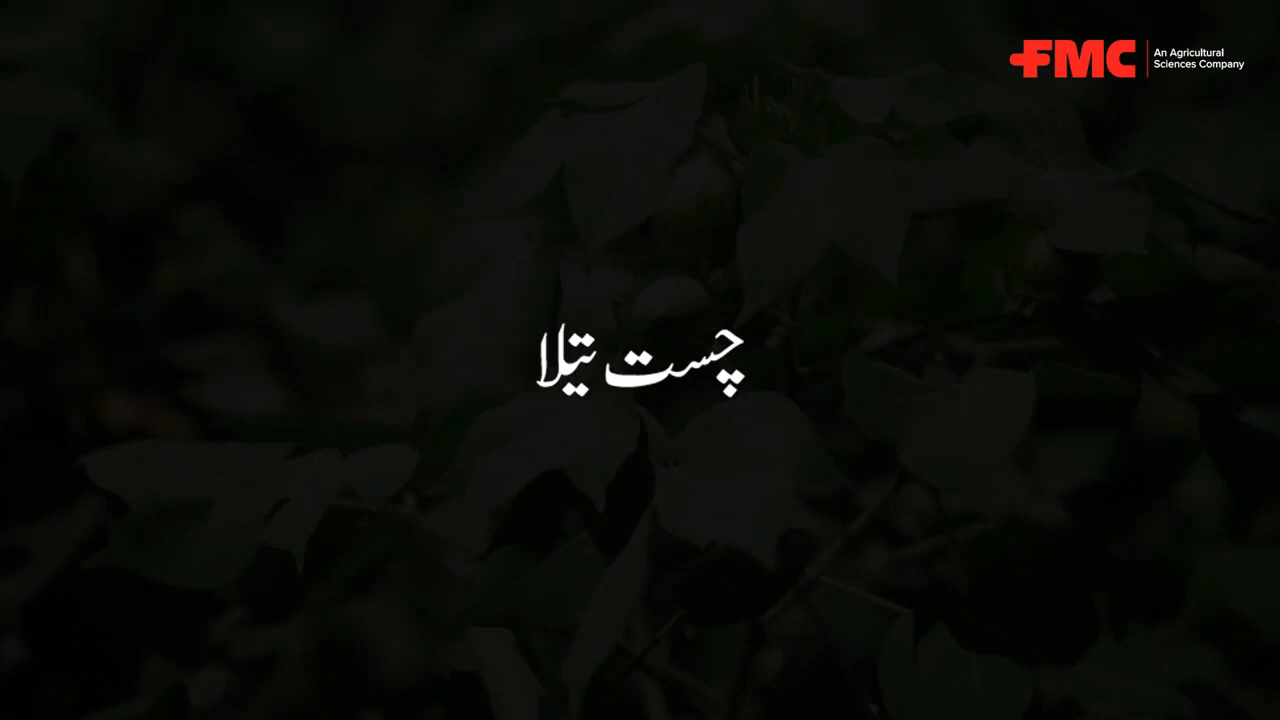 FMC
An Agricultural
Sciences Company
چست تیلا